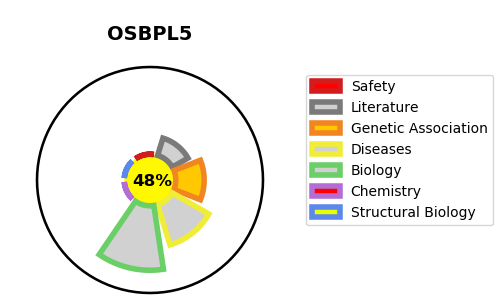 OSBPL5
48%
Safety
Literature
Genetic Association
Diseases
Biology
Chemistry
Structural Biology